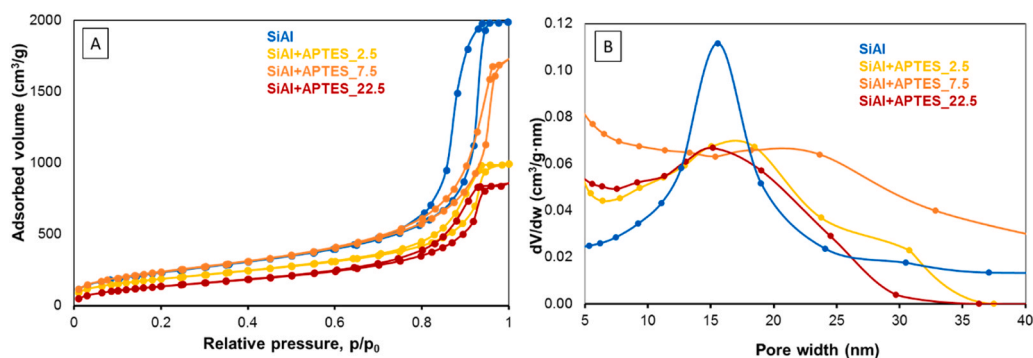 A
SiAl
SiAl+APTES_2.5
SiAl+APTES_7.5
SiAl+APTES_22.5
2000
1500
1000
500
0
Adsorbed volume (cm³/g)
0 0.2 0.4 0.6 0.8 1
Relative pressure, p/p₀
B
SiAl
SiAl+APTES_2.5
SiAl+APTES_7.5
SiAl+APTES_22.5
0.12
0.10
0.08
0.06
0.04
0.02
0.00
dV/dw (cm³/g·nm)
5 10 15 20 25 30 35 40
Pore width (nm)